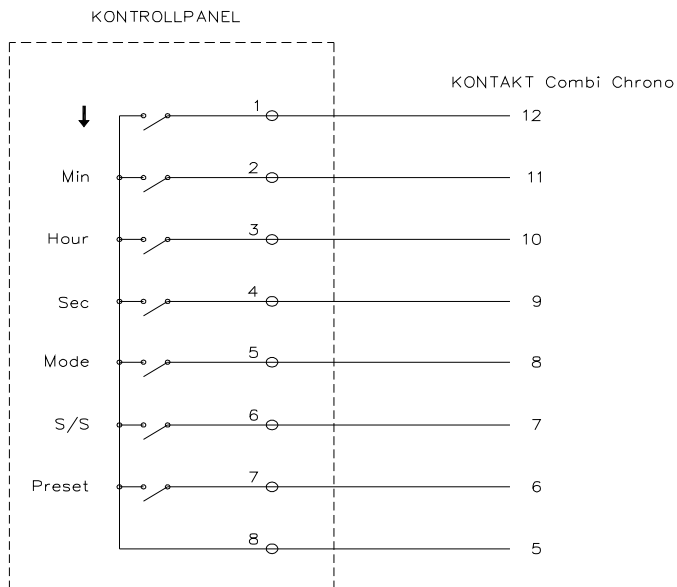 KONTROLLPANEL
KONTAKT Combi Chrono
1 12
Min 2 11
Hour 3 10
Sec 4 9
Mode 5 8
S/S 6 7
Preset 7 6
8 5